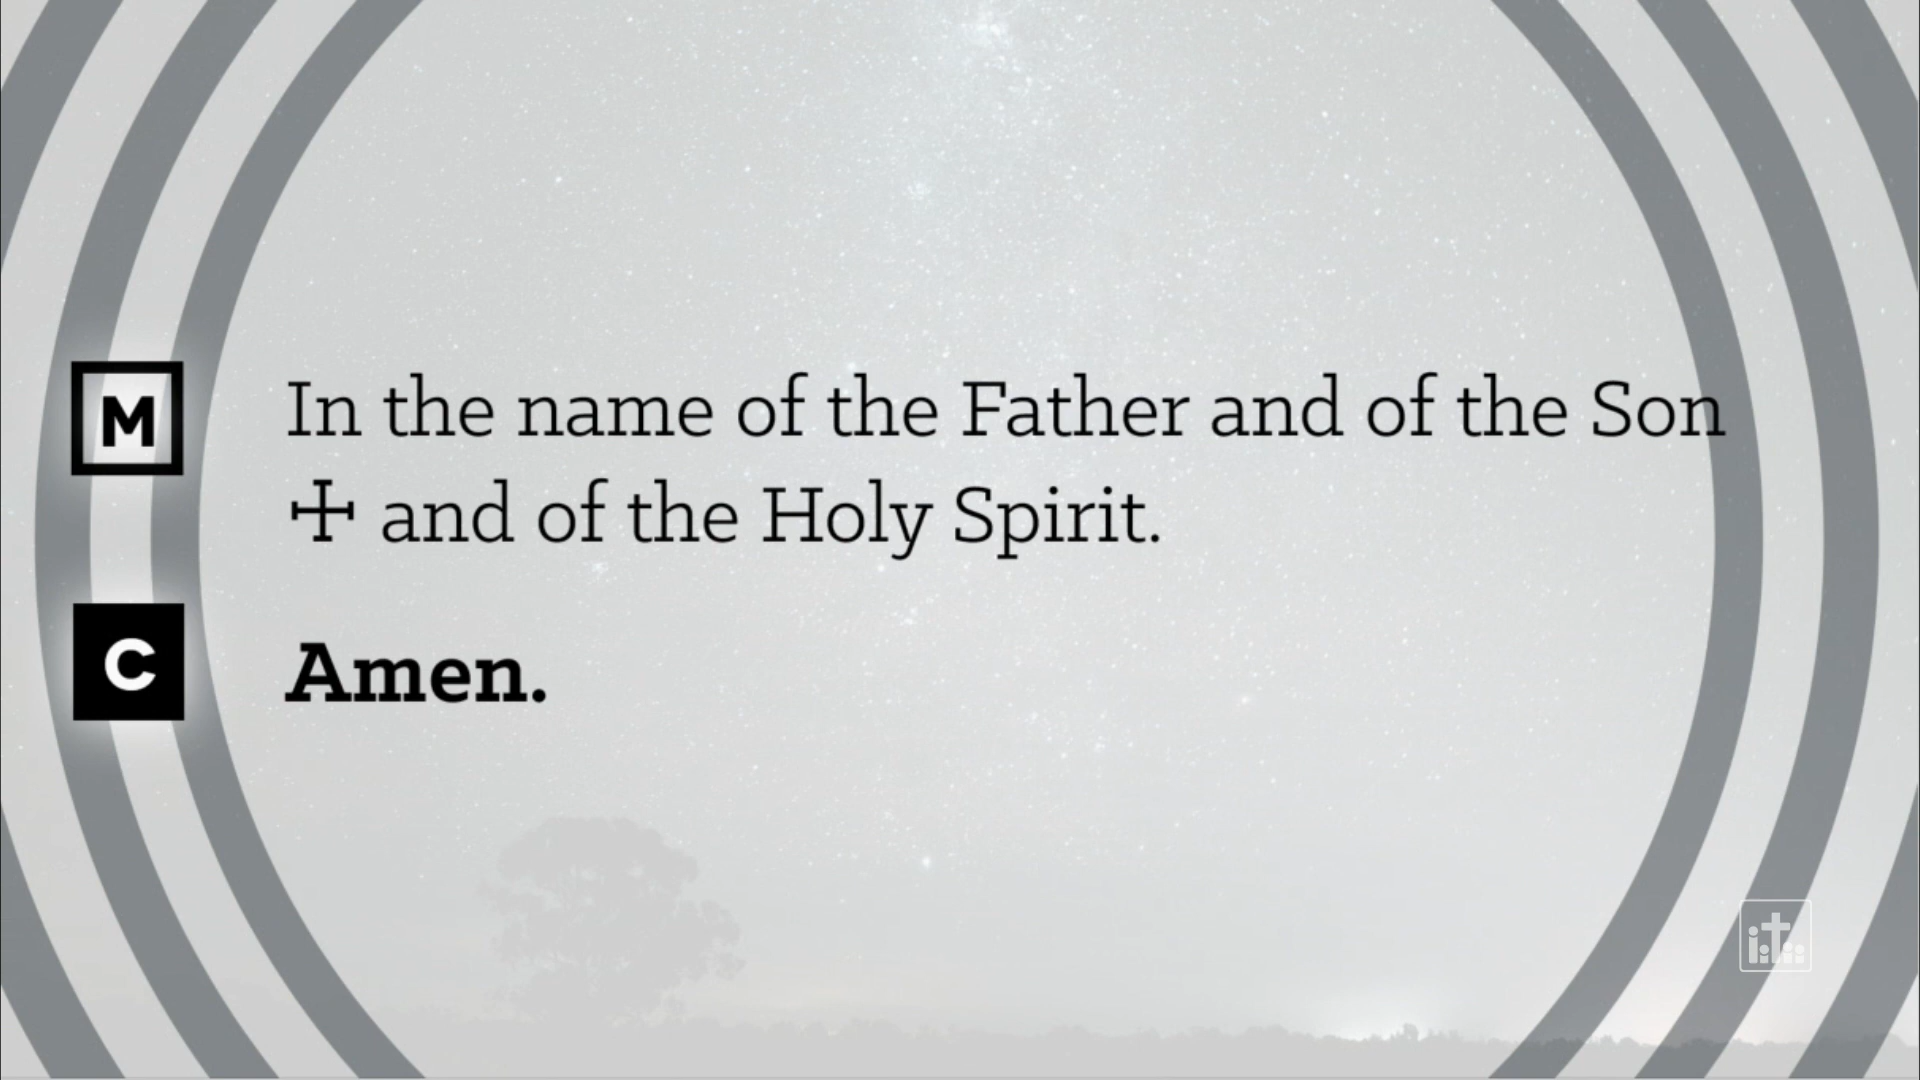 M In the name of the Father and of the Son
☩ and of the Holy Spirit.
C Amen.